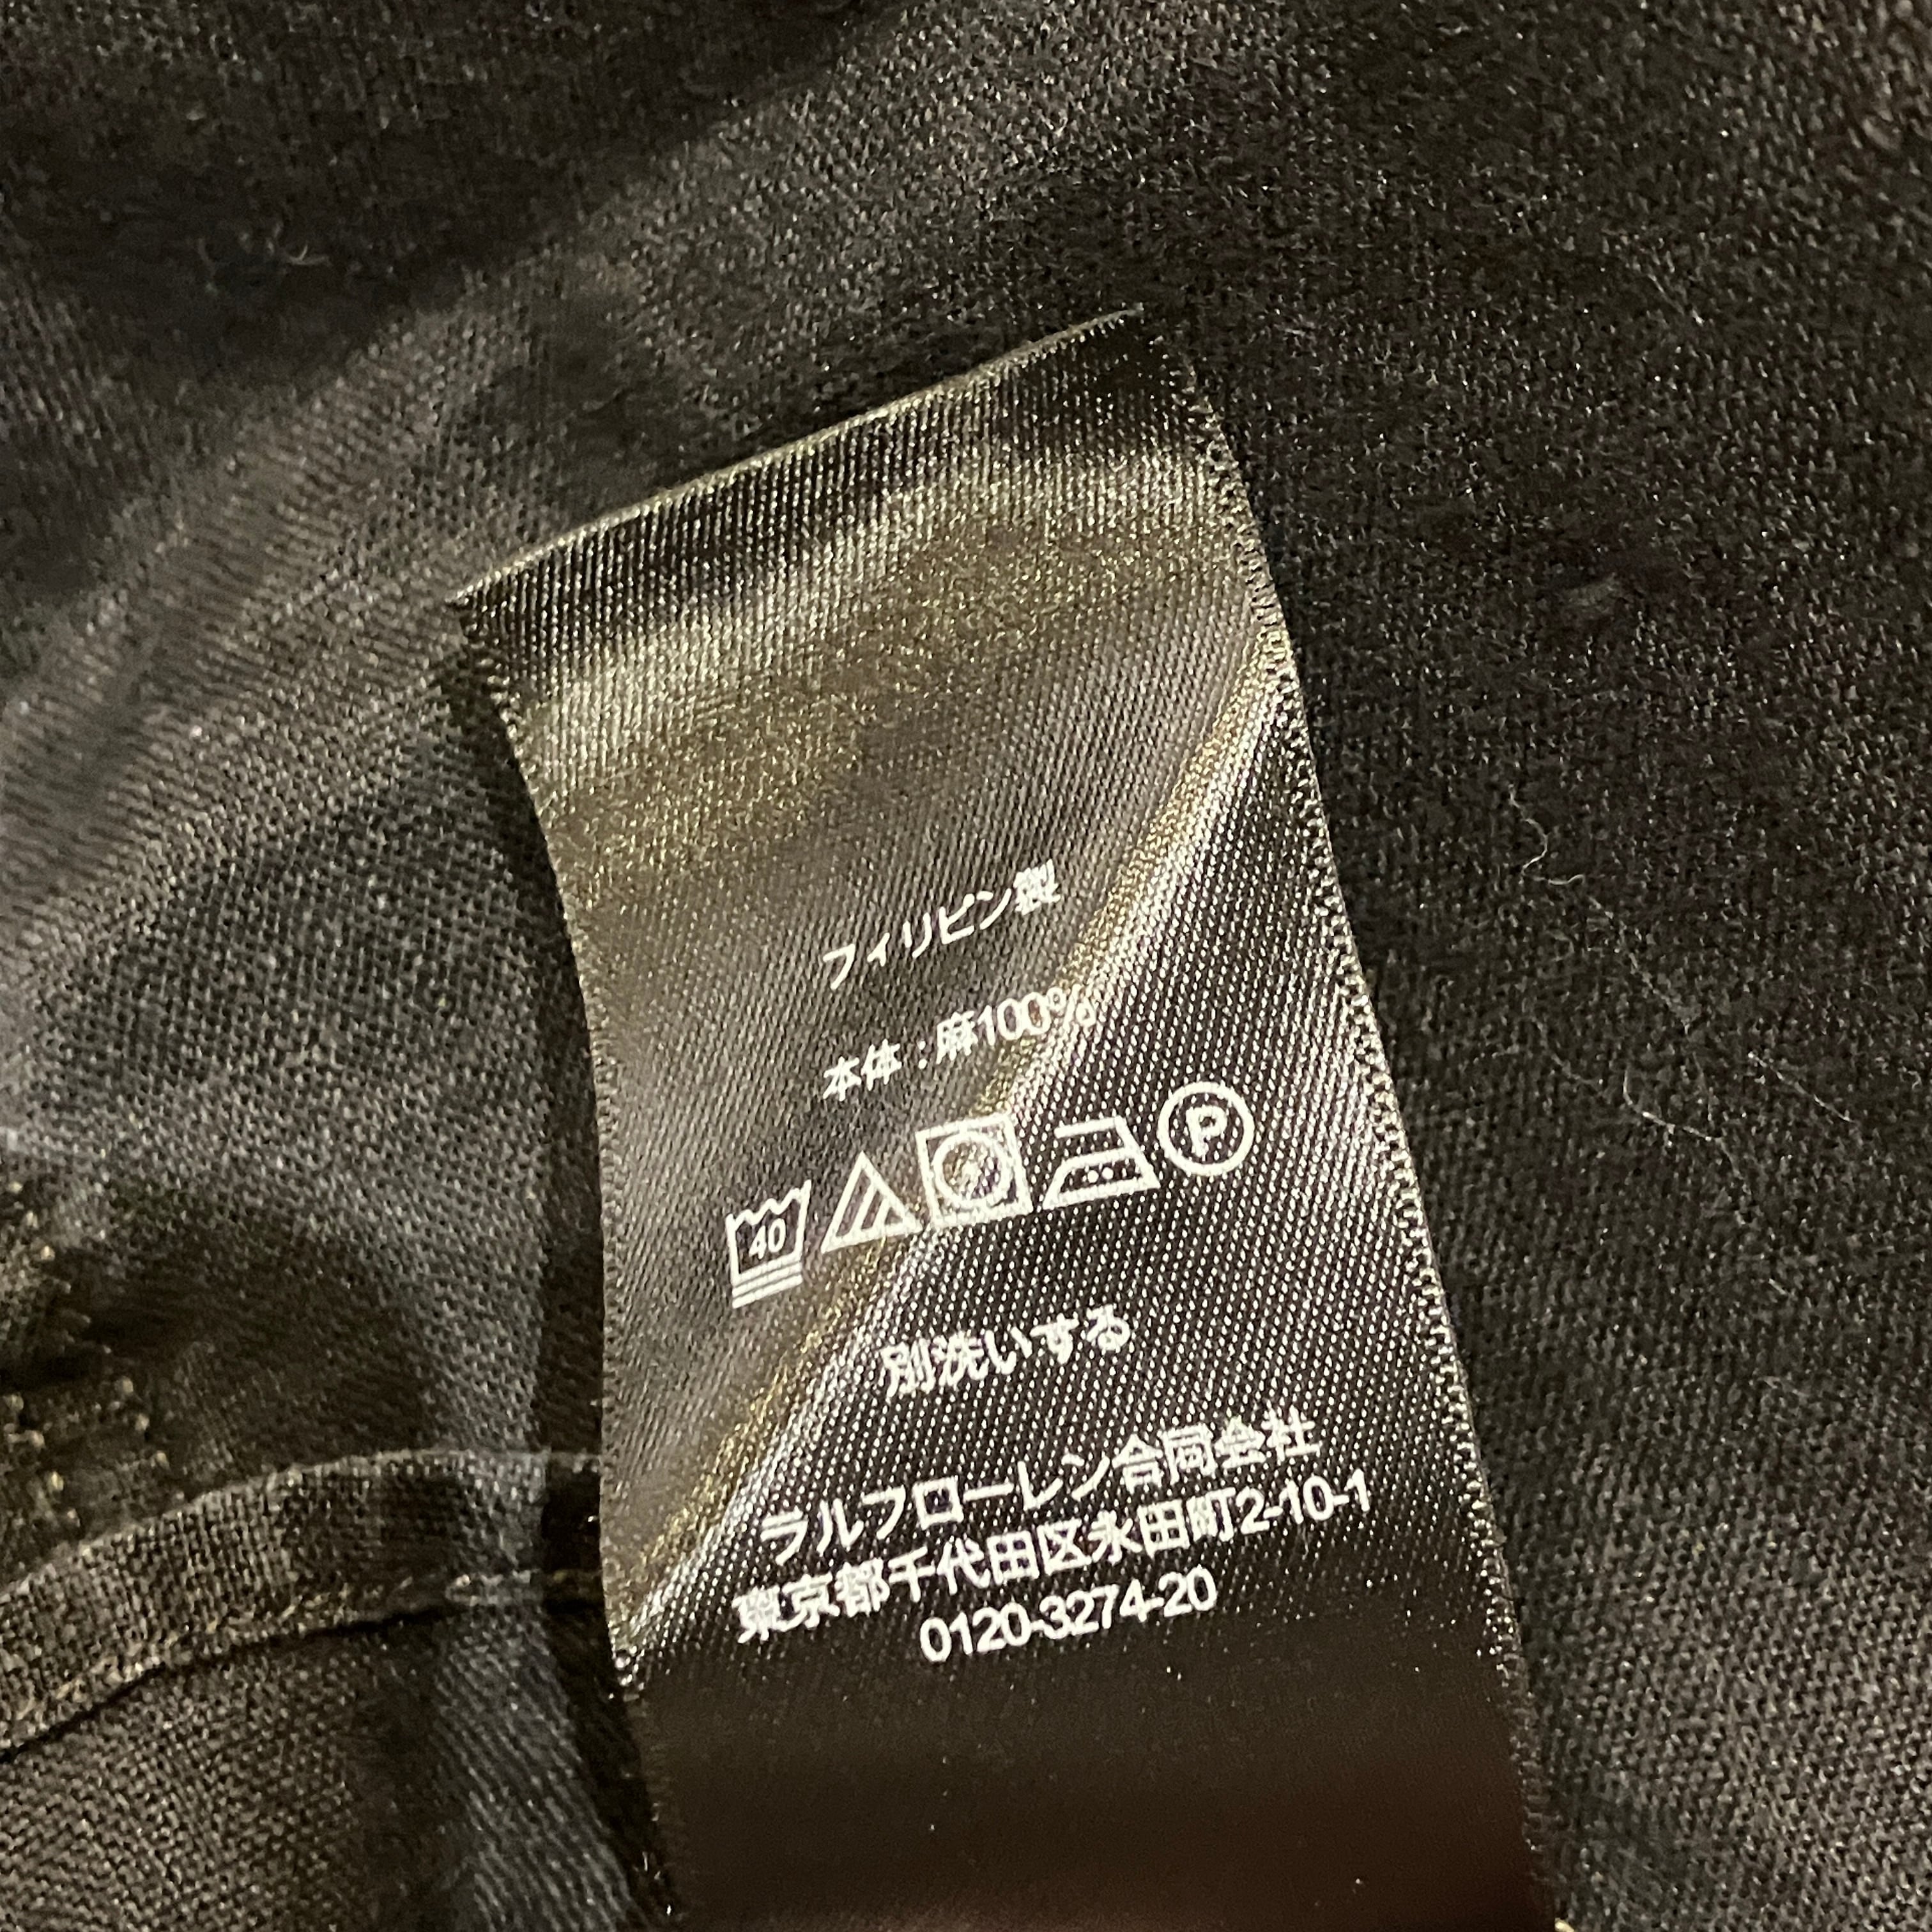 フィリピン製
本体：麻100%
40 P
別洗いする
ラルフローレン合同会社
東京都千代田区永田町2-10-1
0120-3274-20